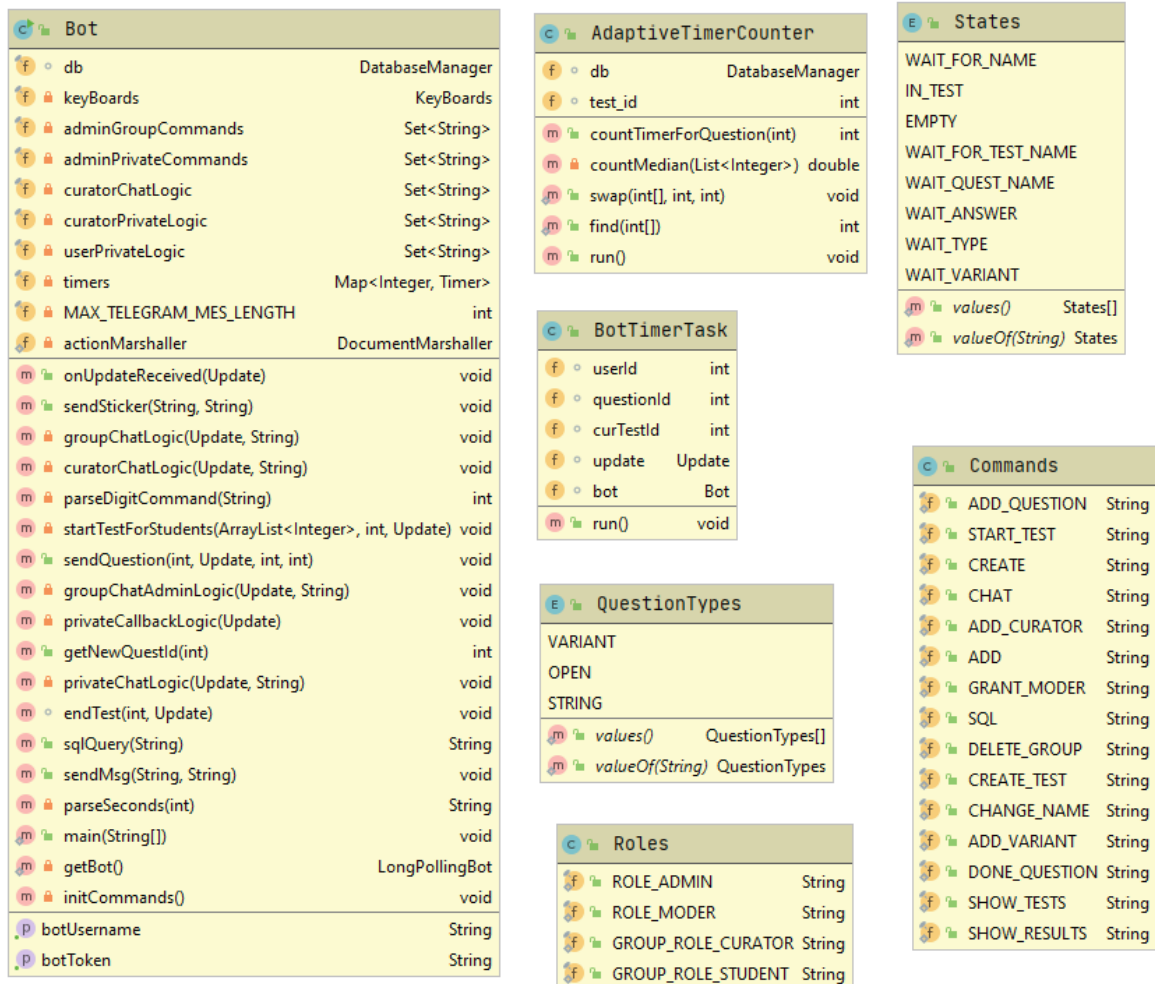 Bot
db DatabaseManager
keyBoards KeyBoards
adminGroupCommands Set<String>
adminPrivateCommands Set<String>
curatorChatLogic Set<String>
curatorPrivateLogic Set<String>
userPrivateLogic Set<String>
timers Map<Integer, Timer>
MAX_TELEGRAM_MES_LENGTH int
actionMarshaller DocumentMarshaller
onUpdateReceived(Update) void
sendSticker(String, String) void
groupChatLogic(Update, String) void
curatorChatLogic(Update, String) void
parseDigitCommand(String) int
startTestForStudents(ArrayList<Integer>, int, Update) void
sendQuestion(int, Update, int, int) void
groupChatAdminLogic(Update, String) void
privateCallbackLogic(Update) void
getNewQuestId(int) int
privateChatLogic(Update, String) void
endTest(int, Update) void
sqlQuery(String) String
sendMsg(String, String) void
parseSeconds(int) String
main(String[]) void
getBot() LongPollingBot
initCommands() void
botUsername String
botToken String
AdaptiveTimerCounter
db DatabaseManager
test_id int
countTimerForQuestion(int) int
countMedian(List<Integer>) double
swap(int[], int, int) void
find(int[]) int
run() void
BotTimerTask
userId int
questionId int
curTestId int
update Update
bot Bot
run() void
QuestionTypes
VARIANT
OPEN
STRING
values() QuestionTypes[]
valueOf(String) QuestionTypes
Roles
ROLE_ADMIN String
ROLE_MODER String
GROUP_ROLE_CURATOR String
GROUP_ROLE_STUDENT String
States
WAIT_FOR_NAME
IN_TEST
EMPTY
WAIT_FOR_TEST_NAME
WAIT_QUEST_NAME
WAIT_ANSWER
WAIT_TYPE
WAIT_VARIANT
values() States[]
valueOf(String) States
Commands
ADD_QUESTION String
START_TEST String
CREATE String
CHAT String
ADD_CURATOR String
ADD String
GRANT_MODER String
SQL String
DELETE_GROUP String
CREATE_TEST String
CHANGE_NAME String
ADD_VARIANT String
DONE_QUESTION String
SHOW_TESTS String
SHOW_RESULTS String